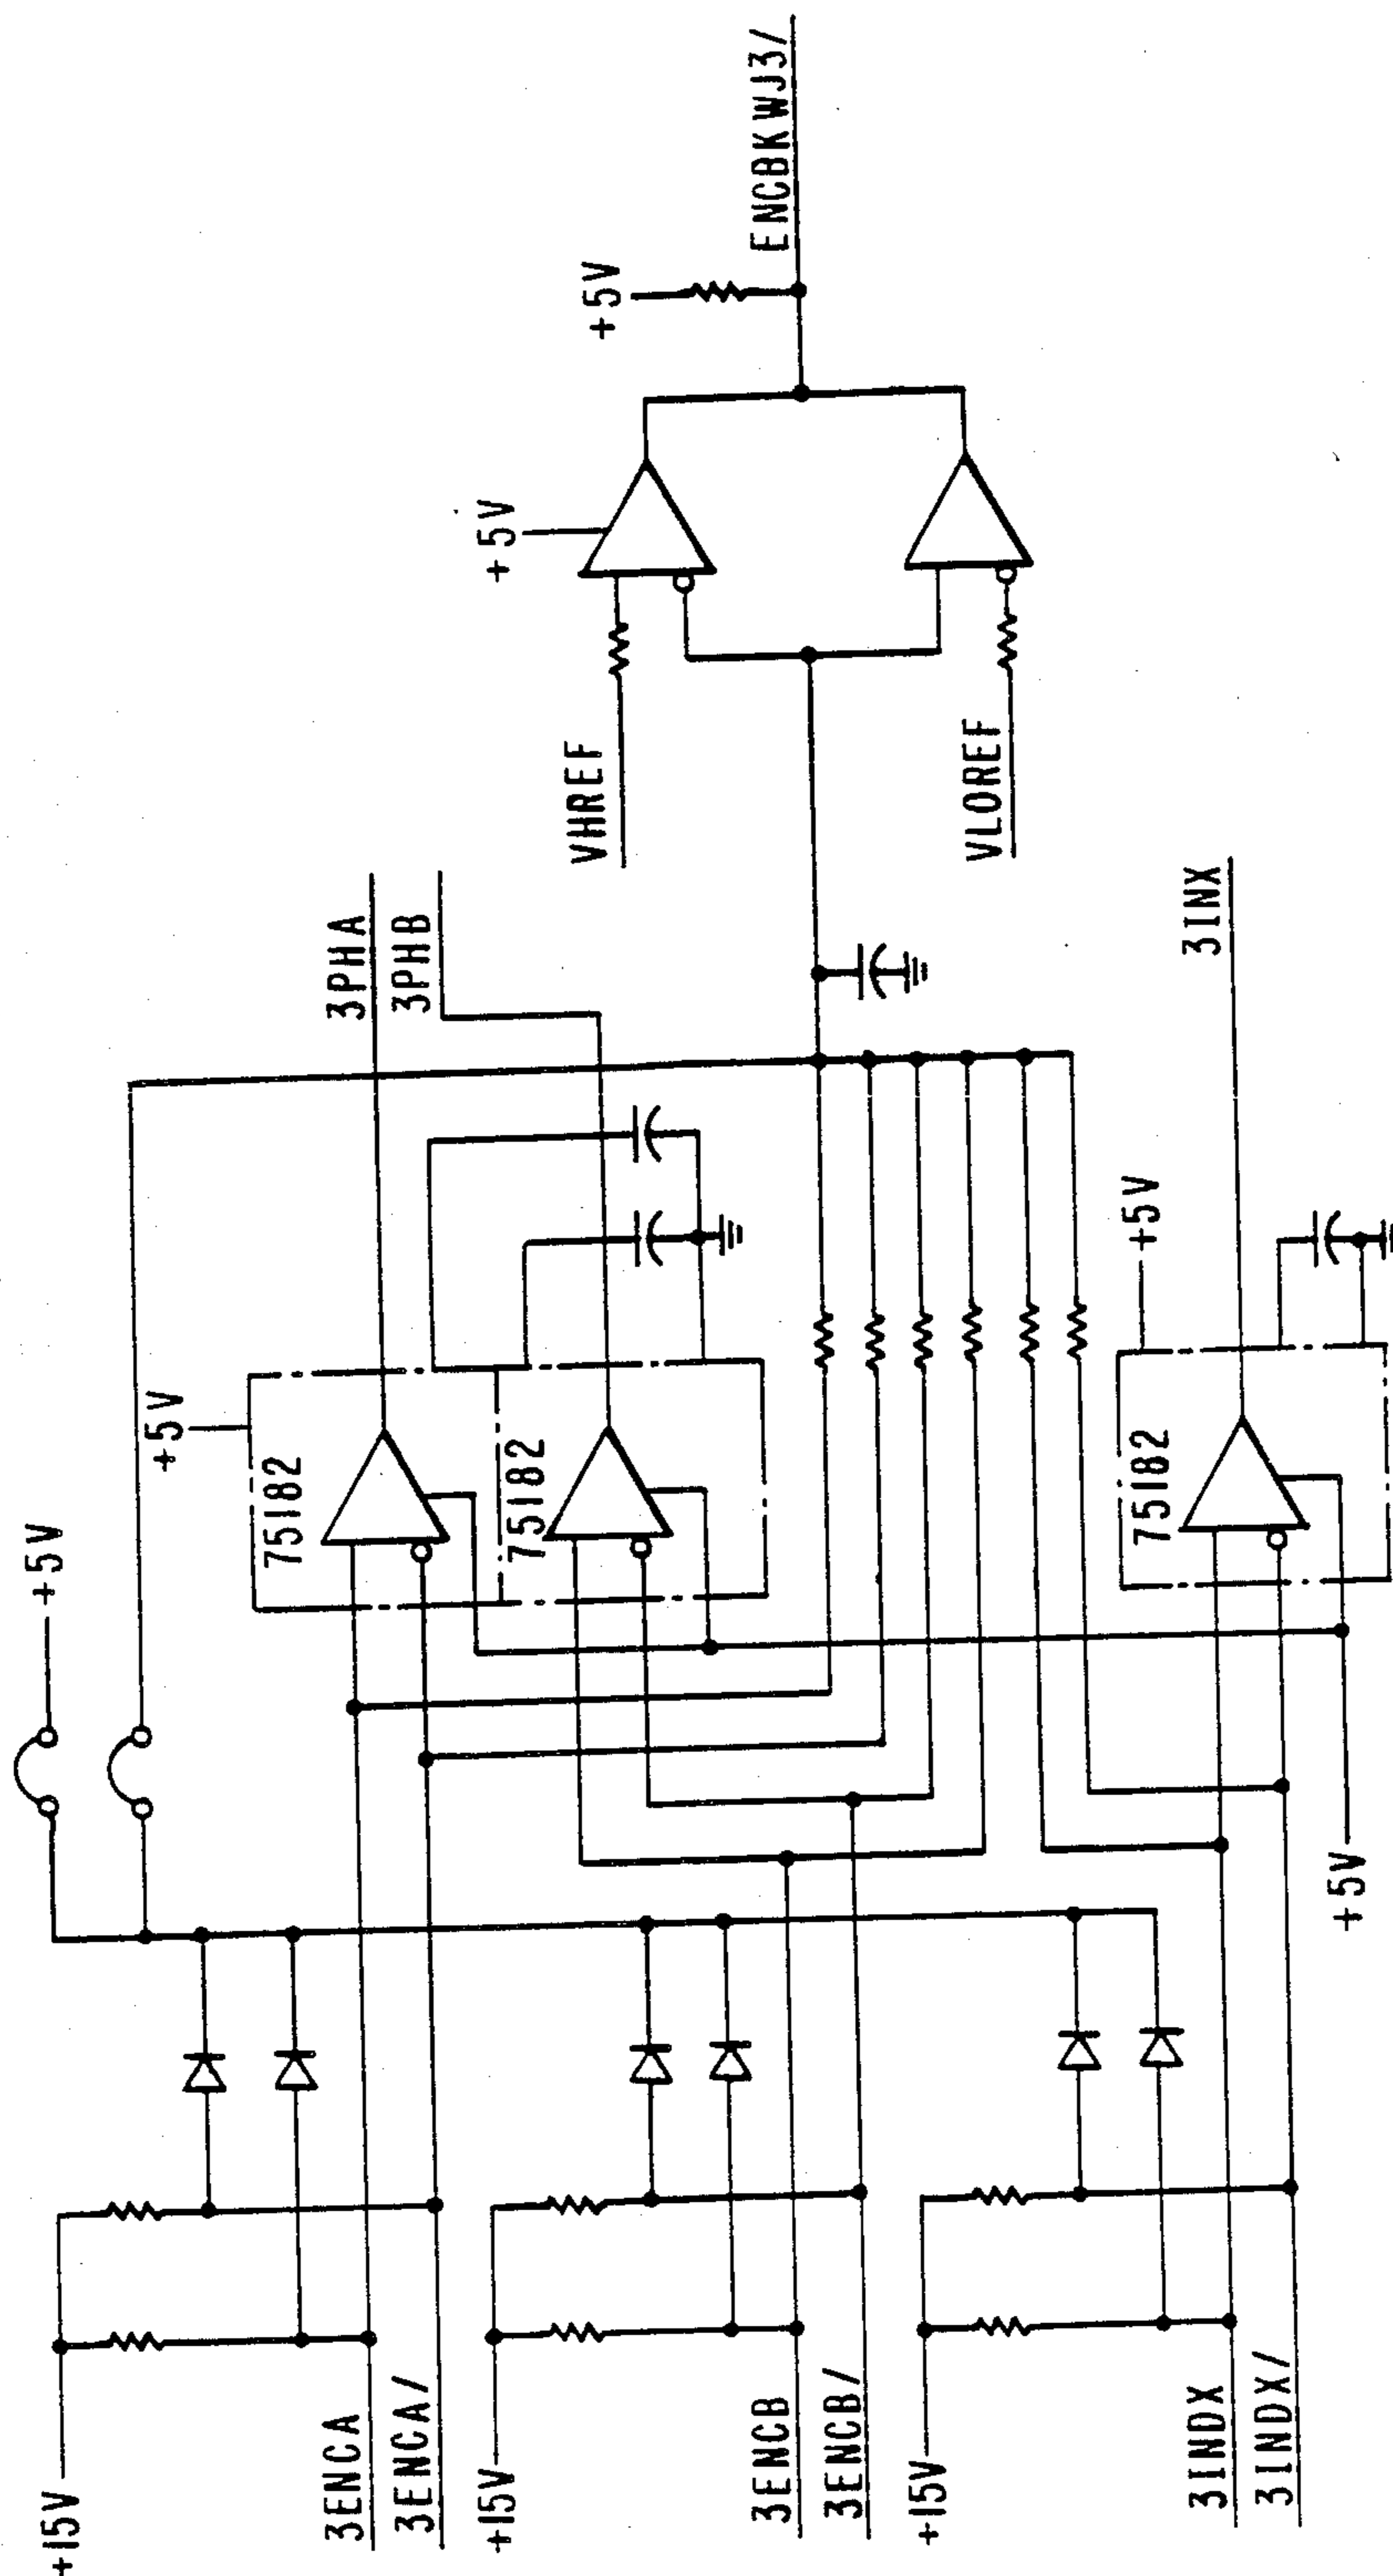 +15V
3ENCA
3ENCA/
+15V
3ENCB
3ENCB/
+15V
3INDX
3INDX/
+5V
+5V
+5V
75182
75182
75182
+5V
3PHA
3PHB
3INX
VHREF
VLOREF
+5V
+5V
ENCBKWJ3/